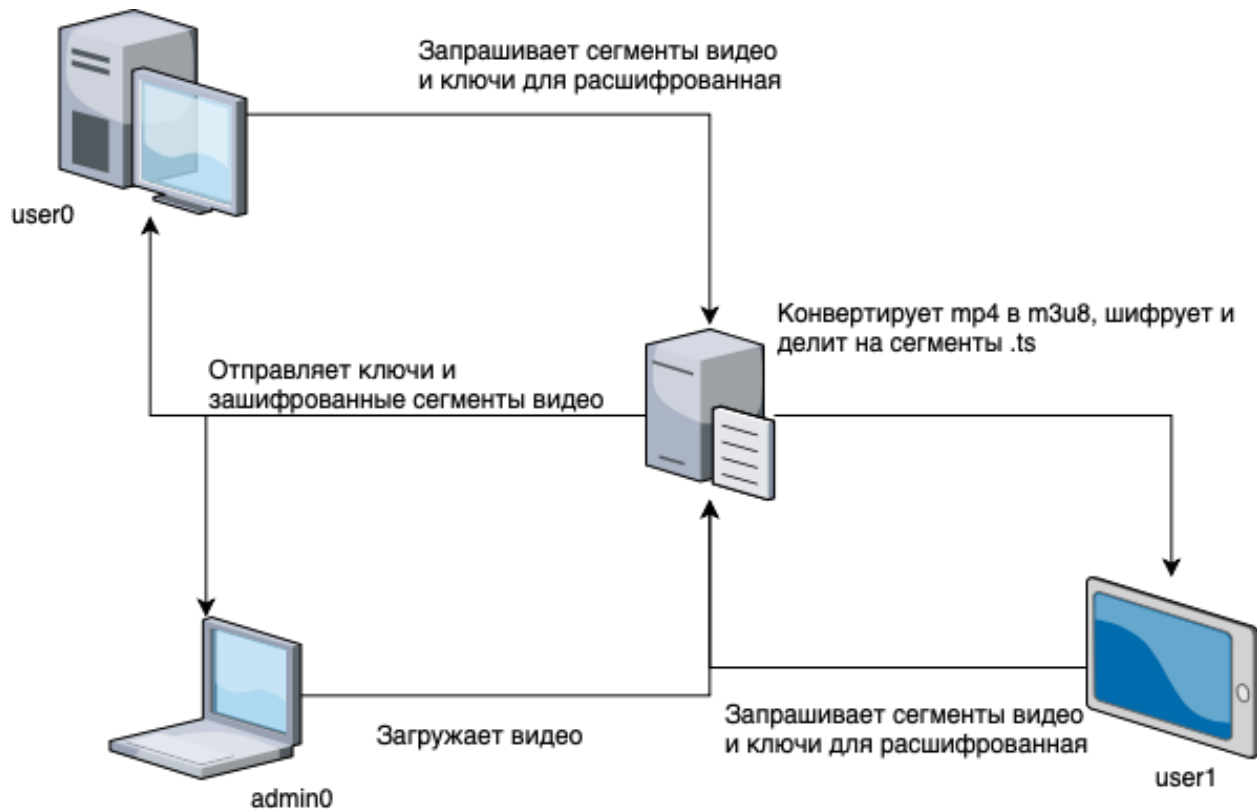 Запрашивает сегменты видео
и ключи для расшифрованная
user0
Конвертирует mp4 в m3u8, шифрует и
делит на сегменты .ts
Отправляет ключи и
зашифрованные сегменты видео
Загружает видео
Запрашивает сегменты видео
и ключи для расшифрованная
user1
admin0